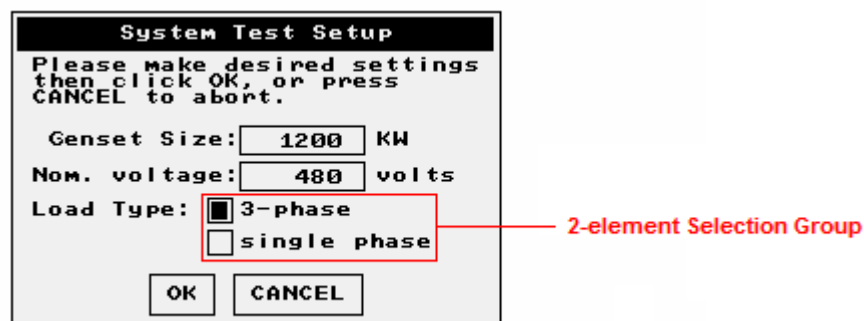 System Test Setup
Please make desired settings
then click OK, or press
CANCEL to abort.
Genset Size: 1200 KW
Nom. voltage: 480 volts
Load Type: 3-phase
single phase
2-element Selection Group
OK CANCEL